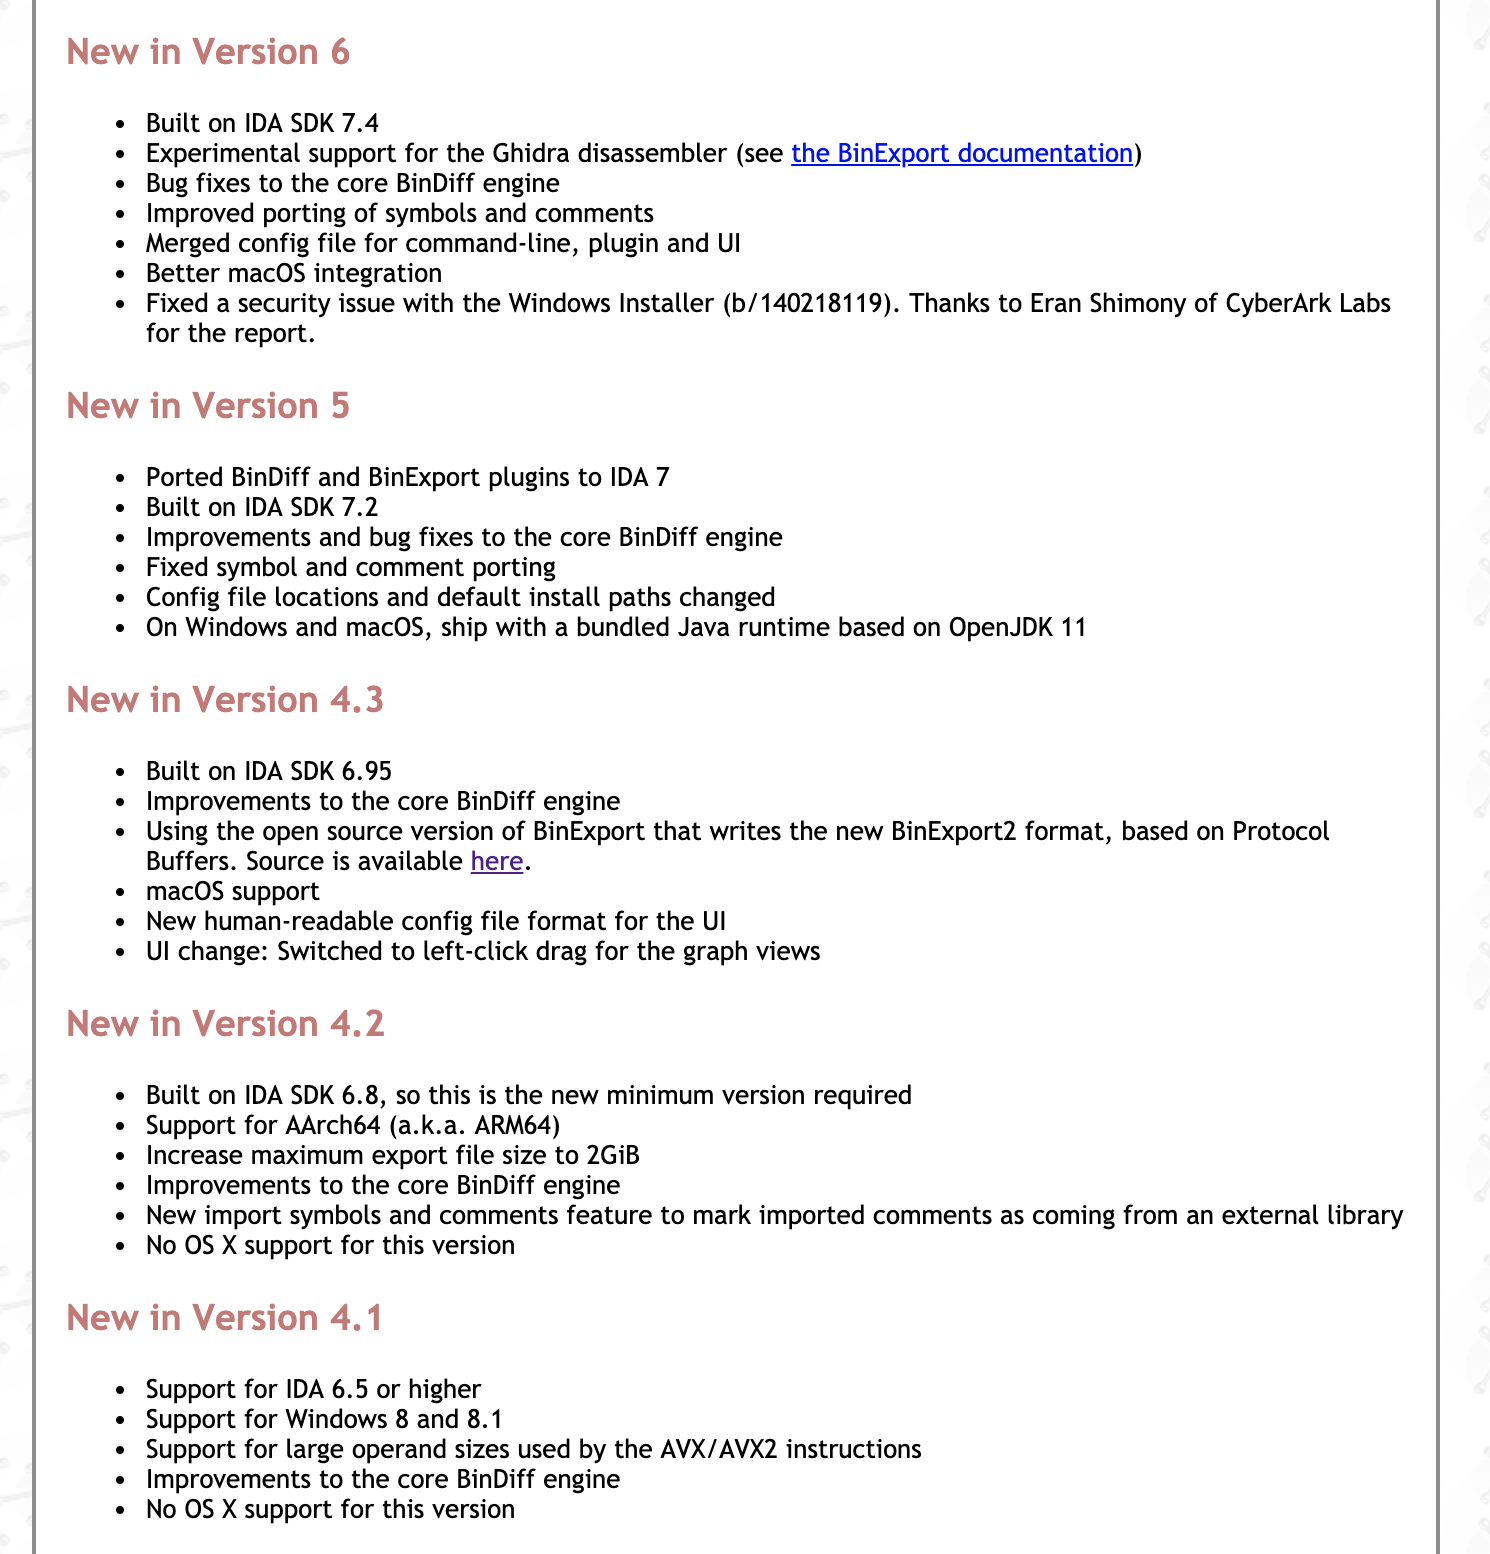 New in Version 6
• Built on IDA SDK 7.4
• Experimental support for the Ghidra disassembler (see the BinExport documentation)
• Bug fixes to the core BinDiff engine
• Improved porting of symbols and comments
• Merged config file for command-line, plugin and UI
• Better macOS integration
• Fixed a security issue with the Windows Installer (b/140218119). Thanks to Eran Shimony of CyberArk Labs
for the report.
New in Version 5
• Ported BinDiff and BinExport plugins to IDA 7
• Built on IDA SDK 7.2
• Improvements and bug fixes to the core BinDiff engine
• Fixed symbol and comment porting
• Config file locations and default install paths changed
• On Windows and macOS, ship with a bundled Java runtime based on OpenJDK 11
New in Version 4.3
• Built on IDA SDK 6.95
• Improvements to the core BinDiff engine
• Using the open source version of BinExport that writes the new BinExport2 format, based on Protocol
Buffers. Source is available here.
• macOS support
• New human-readable config file format for the UI
• UI change: Switched to left-click drag for the graph views
New in Version 4.2
• Built on IDA SDK 6.8, so this is the new minimum version required
• Support for AArch64 (a.k.a. ARM64)
• Increase maximum export file size to 2GiB
• Improvements to the core BinDiff engine
• New import symbols and comments feature to mark imported comments as coming from an external library
• No OS X support for this version
New in Version 4.1
• Support for IDA 6.5 or higher
• Support for Windows 8 and 8.1
• Support for large operand sizes used by the AVX/AVX2 instructions
• Improvements to the core BinDiff engine
• No OS X support for this version